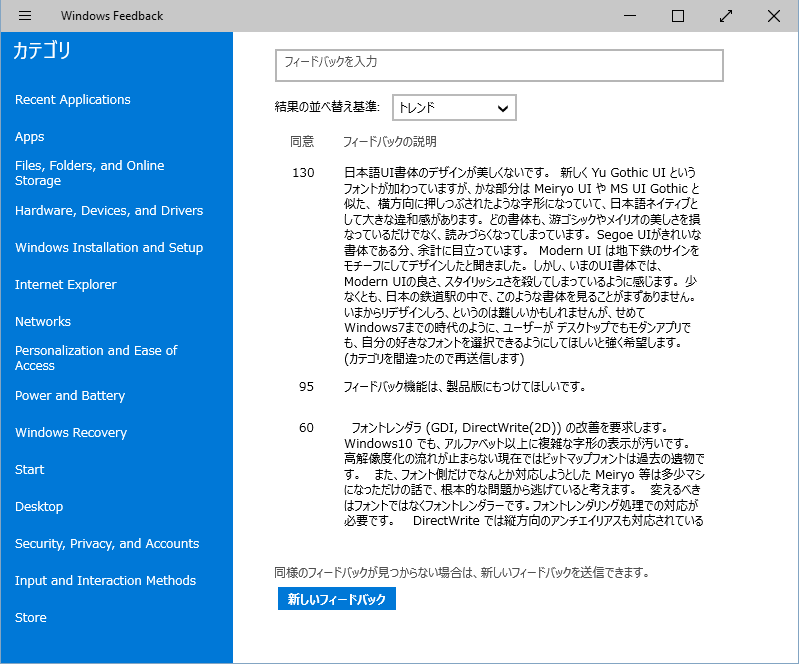 Windows Feedback
カテゴリ
Recent Applications
Apps
Files, Folders, and Online
Storage
Hardware, Devices, and Drivers
Windows Installation and Setup
Internet Explorer
Networks
Personalization and Ease of
Access
Power and Battery
Windows Recovery
Start
Desktop
Security, Privacy, and Accounts
Input and Interaction Methods
Store
フィードバックを入力
結果の並べ替え基準: トレンド
同意 フィードバックの説明
130 日本語UI書体のデザインが美しくないです。 新しく Yu Gothic UI という
フォントが加わっていますが、かな部分は Meiryo UI や MS UI Gothic と
似た、横方向に押しつぶされたような字形になっていて、日本語ネイティブと
して大きな違和感があります。どの書体も、游ゴシックやメイリオの美しさを損
なっているだけでなく、読みづらくなってしまっています。Segoe UIがきれいな
書体である分、余計に目立っています。 Modern UI は地下鉄のサインを
モチーフにしてデザインしたと聞きました。しかし、いまのUI書体では、
Modern UIの良さ、スタイリッシュさを殺してしまっているように感じます。少
なくとも、日本の鉄道駅の中で、このような書体を見ることがまずありません。
いまからリデザインしろ、というのは難しいかもしれませんが、せめて
Windows7までの時代のように、ユーザーが デスクトップでもモダンアプリで
も、自分の好きなフォントを選択できるようにしてほしいと強く希望します。
(カテゴリを間違ったので再送信します)
95 フィードバック機能は、製品版にもつけてほしいです。
60 フォントレンダラ (GDI, DirectWrite(2D)) の改善を要求します。
Windows10 でも、アルファベット以上に複雑な字形の表示が汚いです。
高解像度化の流れが止まらない現在ではビットマップフォントは過去の遺物で
す。 また、フォント側だけでなんとか対応しようとした Meiryo 等は多少マシ
になっただけの話で、根本的な問題から逃げていると考えます。 変えるべき
はフォントではなくフォントレンダラーです。フォントレンダリング処理での対応が
必要です。 DirectWrite では縦方向のアンチエイリアスも対応されている
同様のフィードバックが見つからない場合は、新しいフィードバックを送信できます。
新しいフィードバック